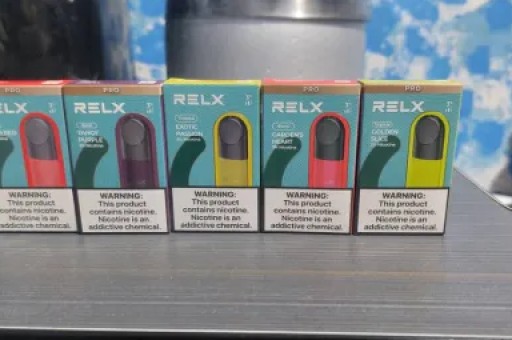 RELX
WARNING:
This product
contains nicotine.
Nicotine is an
addictive chemical.
PRO
RELX
TANGY
PURPLE
WARNING:
This product
contains nicotine.
Nicotine is an
addictive chemical.
RELX
EXOTIC
PASSION
WARNING:
This product
contains nicotine.
Nicotine is an
addictive chemical.
PRO
RELX
GARDEN'S
HEART
WARNING:
This product
contains nicotine.
Nicotine is an
addictive chemical.
PRO
RELX
GOLDEN
SLICE
WARNING:
This product
contains nicotine.
Nicotine is an
addictive chemical.